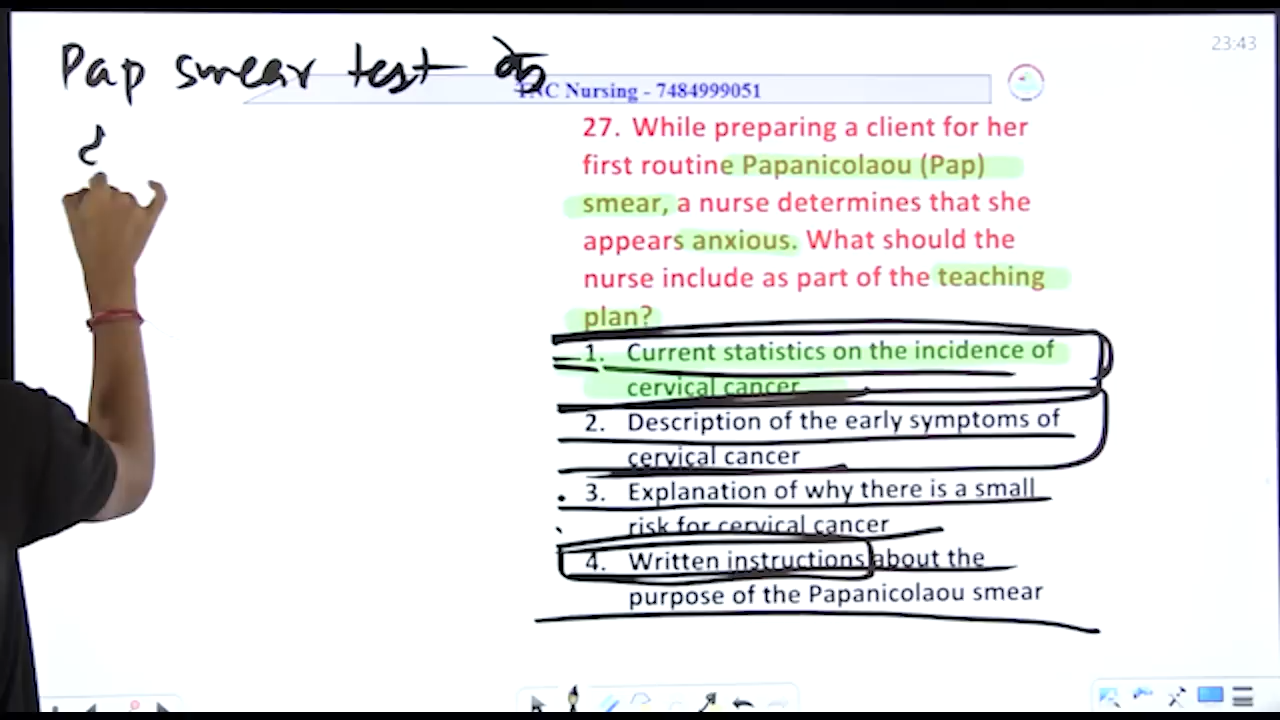 23:43
Pap smear test के
TNC Nursing - 7484999051
27. While preparing a client for her
first routine Papanicolaou (Pap)
smear, a nurse determines that she
appears anxious. What should the
nurse include as part of the teaching
plan?
1. Current statistics on the incidence of
cervical cancer
2. Description of the early symptoms of
cervical cancer
3. Explanation of why there is a small
risk for cervical cancer
4. Written instructions about the
purpose of the Papanicolaou smear